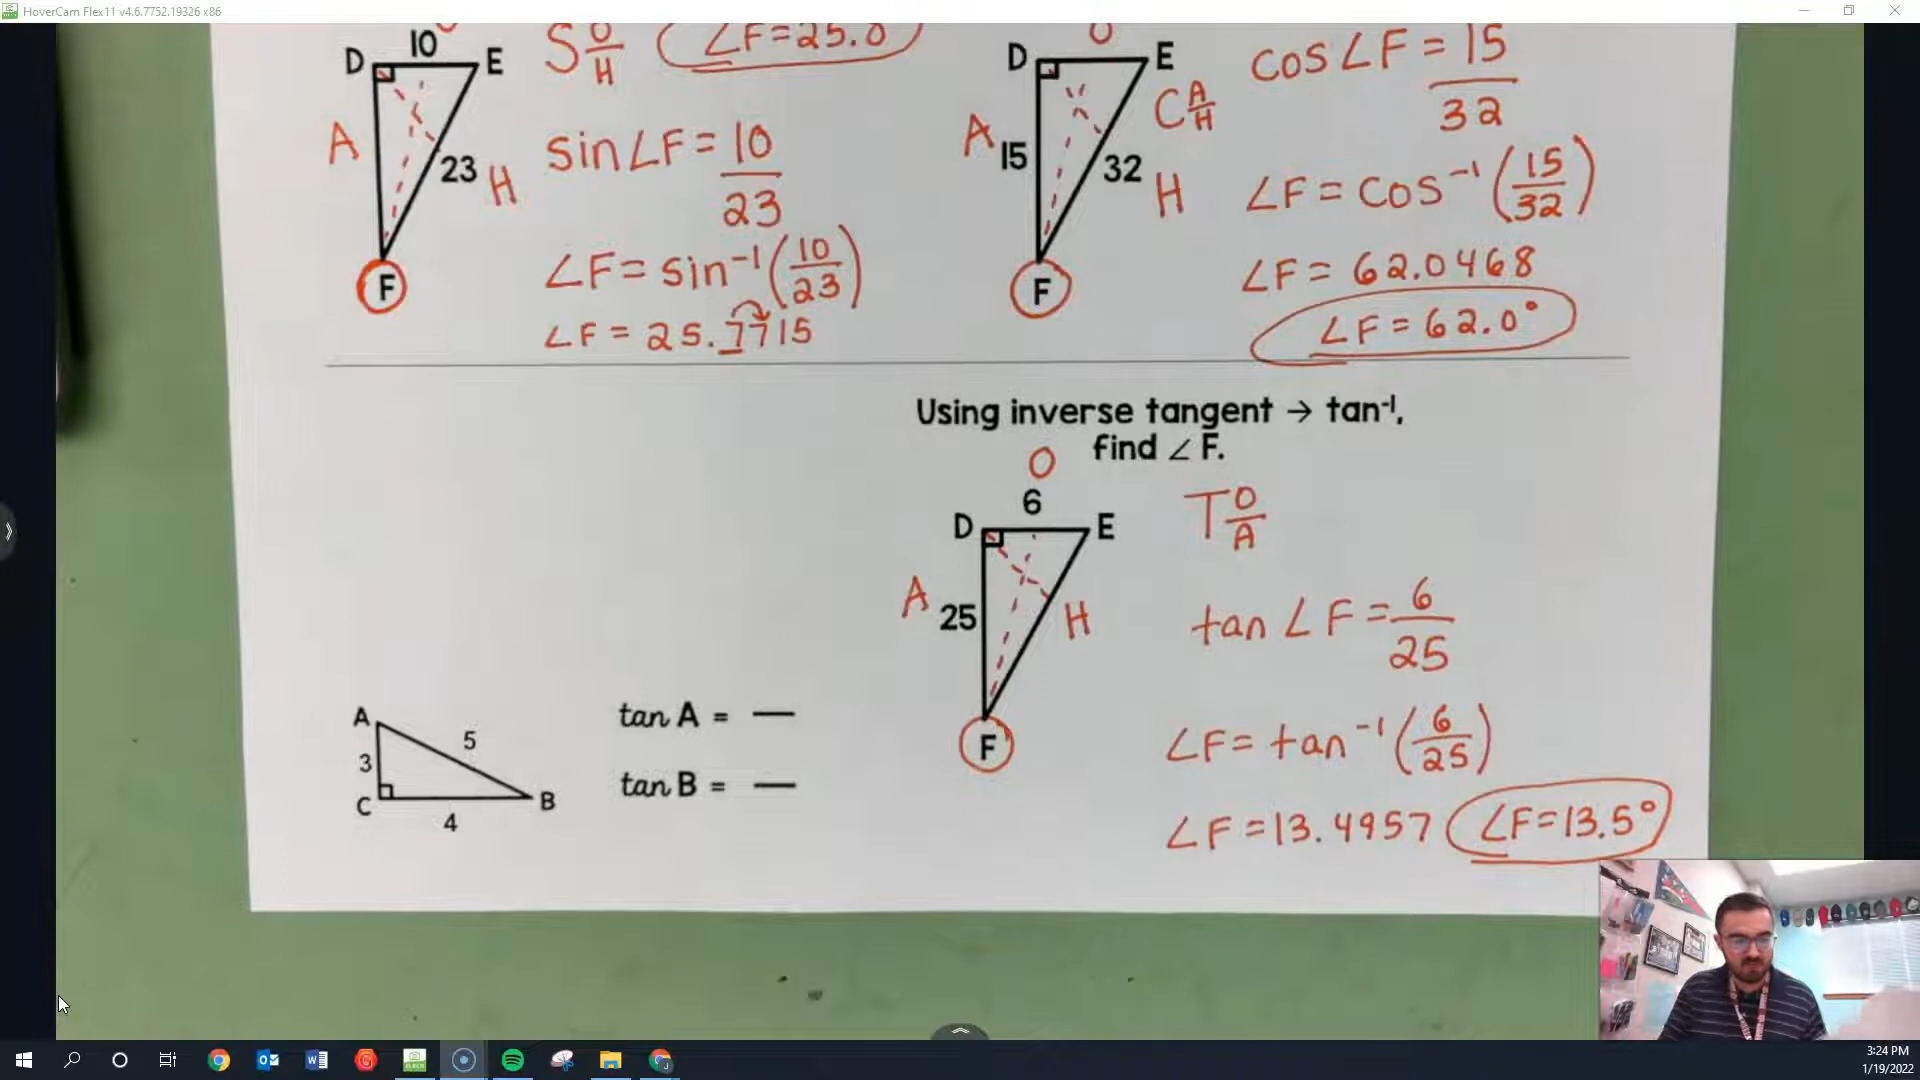 HoverCam Flex11 v4.6.7752.19326 x86
D 10 E
A
23 H
F
S O/H
∠F=25.0
sin∠F = 10/23
∠F = sin⁻¹(10/23)
∠F = 25.7715
O
D E
A 15
32 H
F
C A/H
cos∠F = 15/32
∠F = cos⁻¹(15/32)
∠F = 62.0468
∠F = 62.0°
Using inverse tangent → tan⁻¹,
find ∠ F.
O
6
D E
A 25 H
F
T O/A
tan ∠F = 6/25
∠F = tan⁻¹(6/25)
∠F = 13.4957
∠F=13.5°
A
5
3
C B
4
tan A = —
tan B = —
3:24 PM
1/19/2022